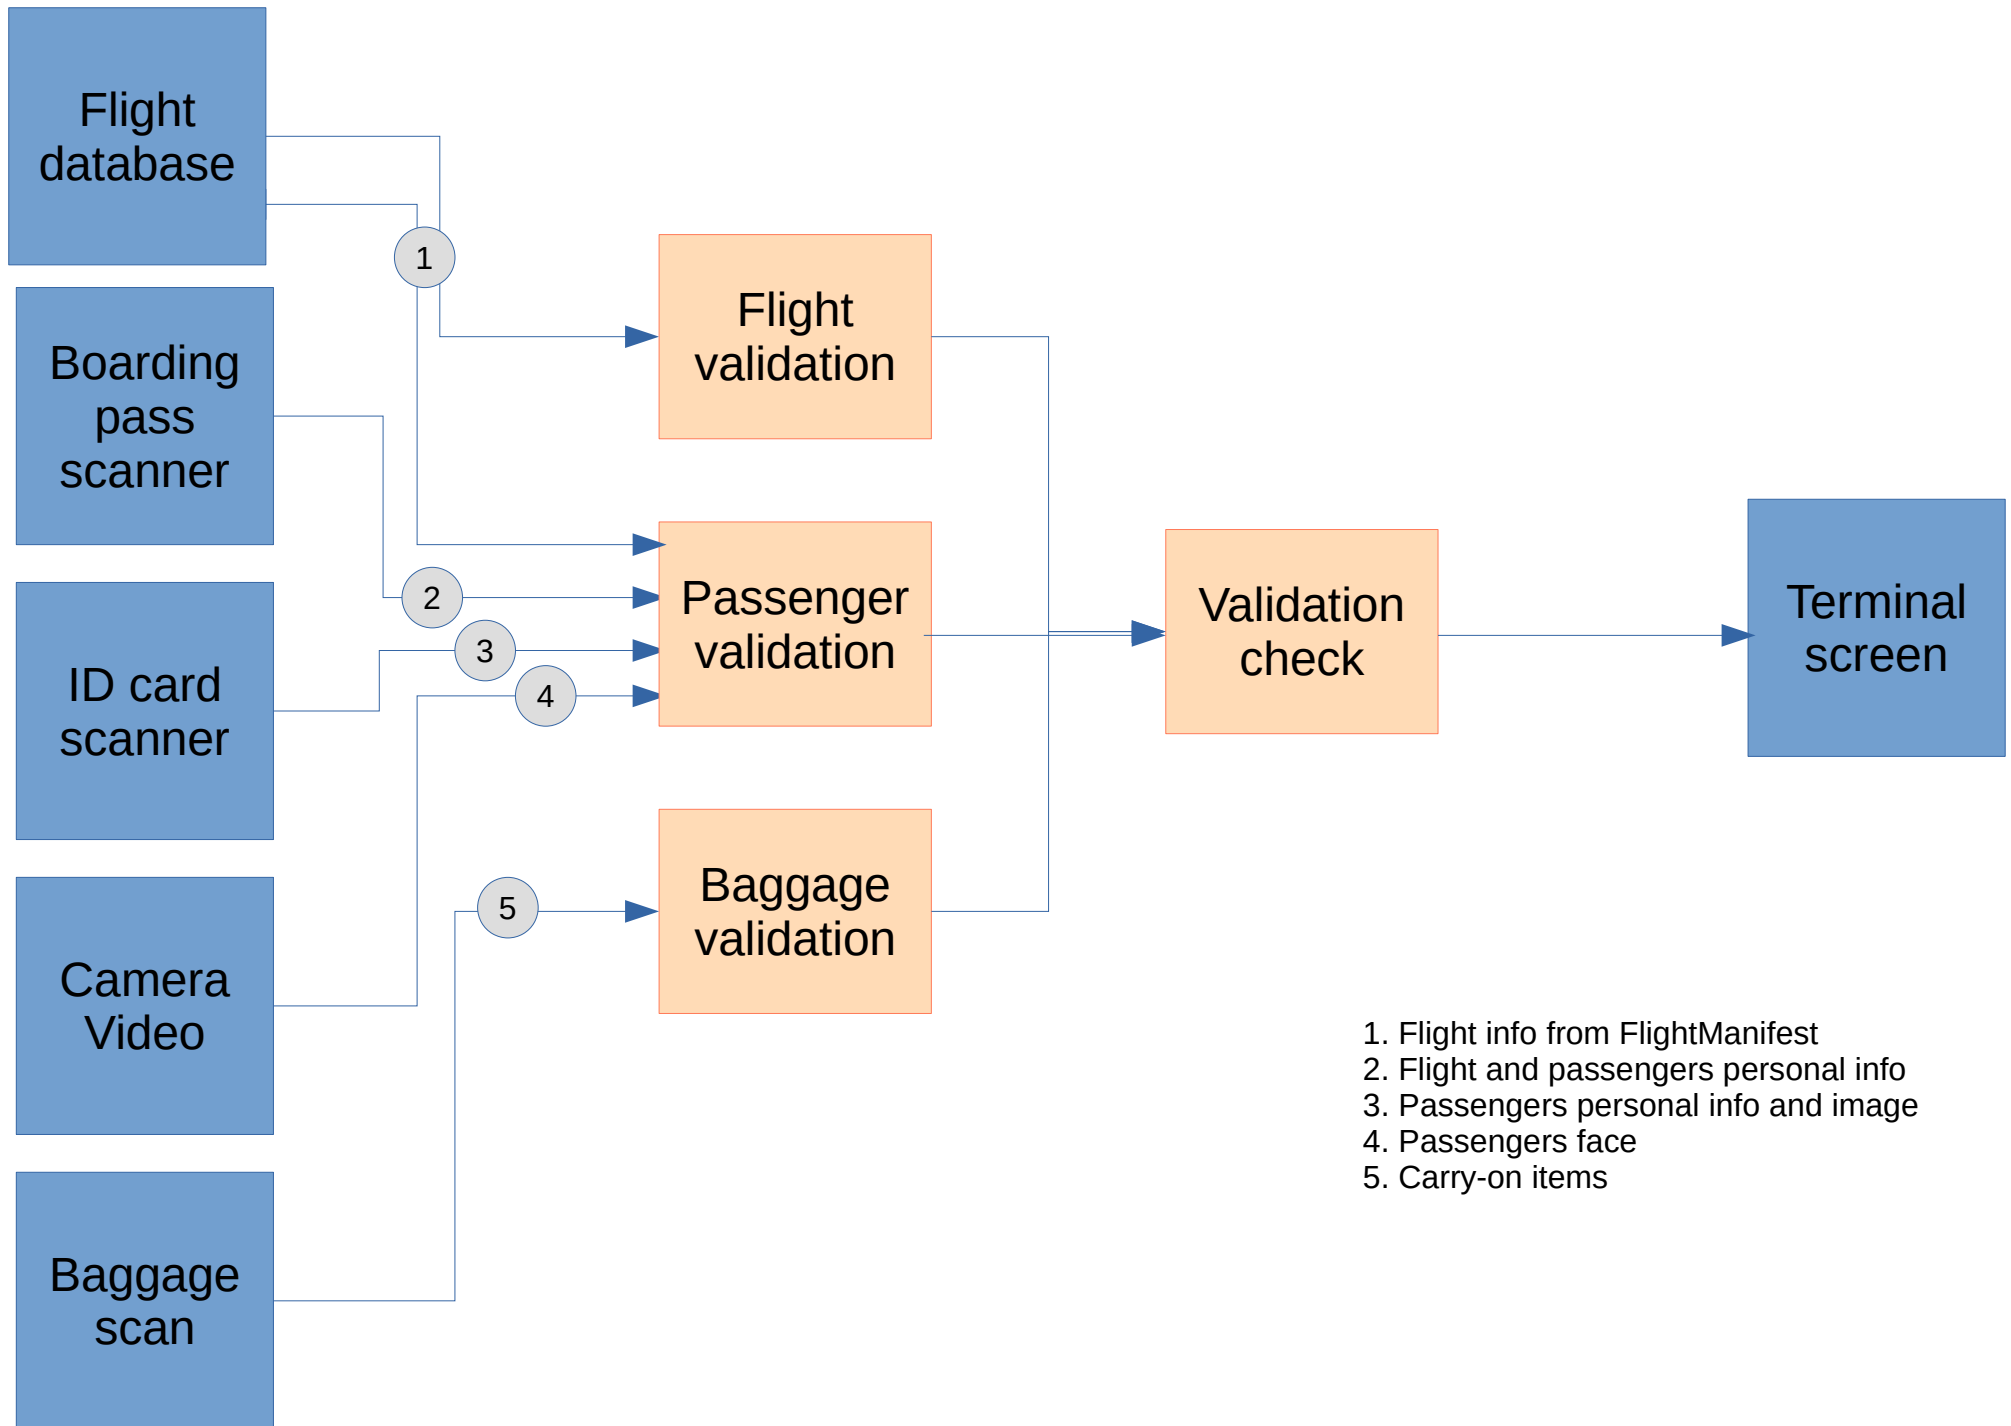 Flight
database
1
Flight
validation
Boarding
pass
scanner
2
Passenger
validation
Validation
check
Terminal
screen
ID card
scanner
3
4
Baggage
validation
5
Camera
Video
Baggage
scan
1. Flight info from FlightManifest
2. Flight and passengers personal info
3. Passengers personal info and image
4. Passengers face
5. Carry-on items